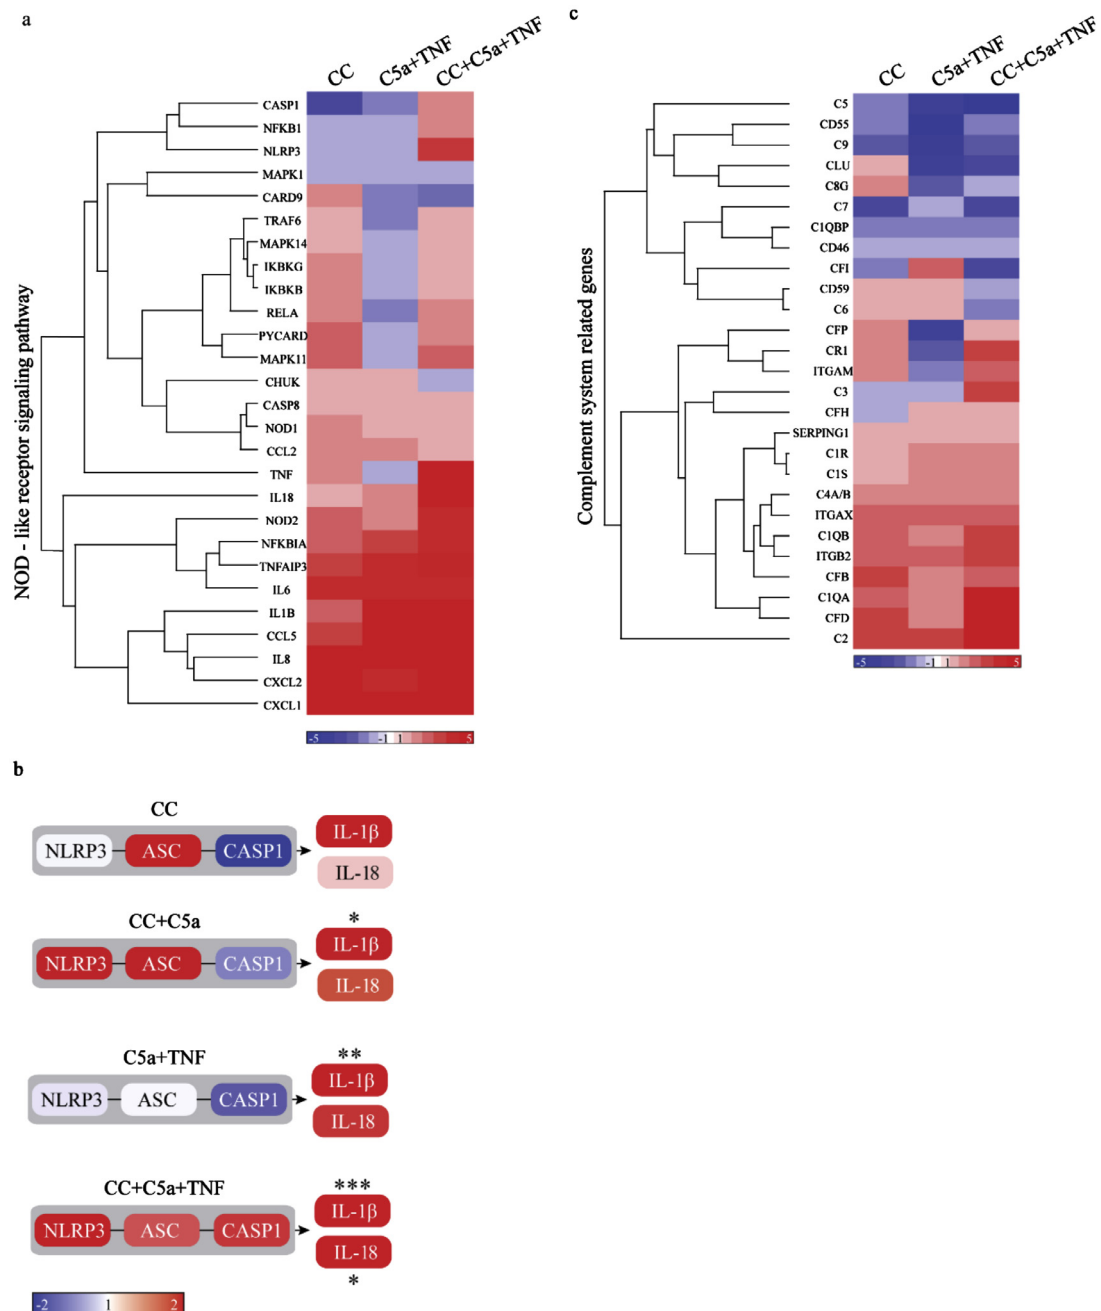 a
CC C5a+TNF CC+C5a+TNF
NOD - like receptor signaling pathway
CASP1
NFKB1
NLRP3
MAPK1
CARD9
TRAF6
MAPK14
IKBKG
IKBKB
RELA
PYCARD
MAPK11
CHUK
CASP8
NOD1
CCL2
TNF
IL18
NOD2
NFKBIA
TNFAIP3
IL6
IL1B
CCL5
IL8
CXCL2
CXCL1
-5 -1 1 5
c
CC C5a+TNF CC+C5a+TNF
Complement system related genes
C5
CD55
C9
CLU
C8G
C7
C1QBP
CD46
CFI
CD59
C6
CFP
CR1
ITGAM
C3
CFH
SERPING1
C1R
C1S
C4A/B
ITGAX
C1QB
ITGB2
CFB
C1QA
CFD
C2
-5 -1 1 5
b
CC
NLRP3 ASC CASP1 IL-1β
IL-18
CC+C5a
*
NLRP3 ASC CASP1 IL-1β
IL-18
C5a+TNF
**
NLRP3 ASC CASP1 IL-1β
IL-18
CC+C5a+TNF
***
NLRP3 ASC CASP1 IL-1β
IL-18
*
-2 1 2